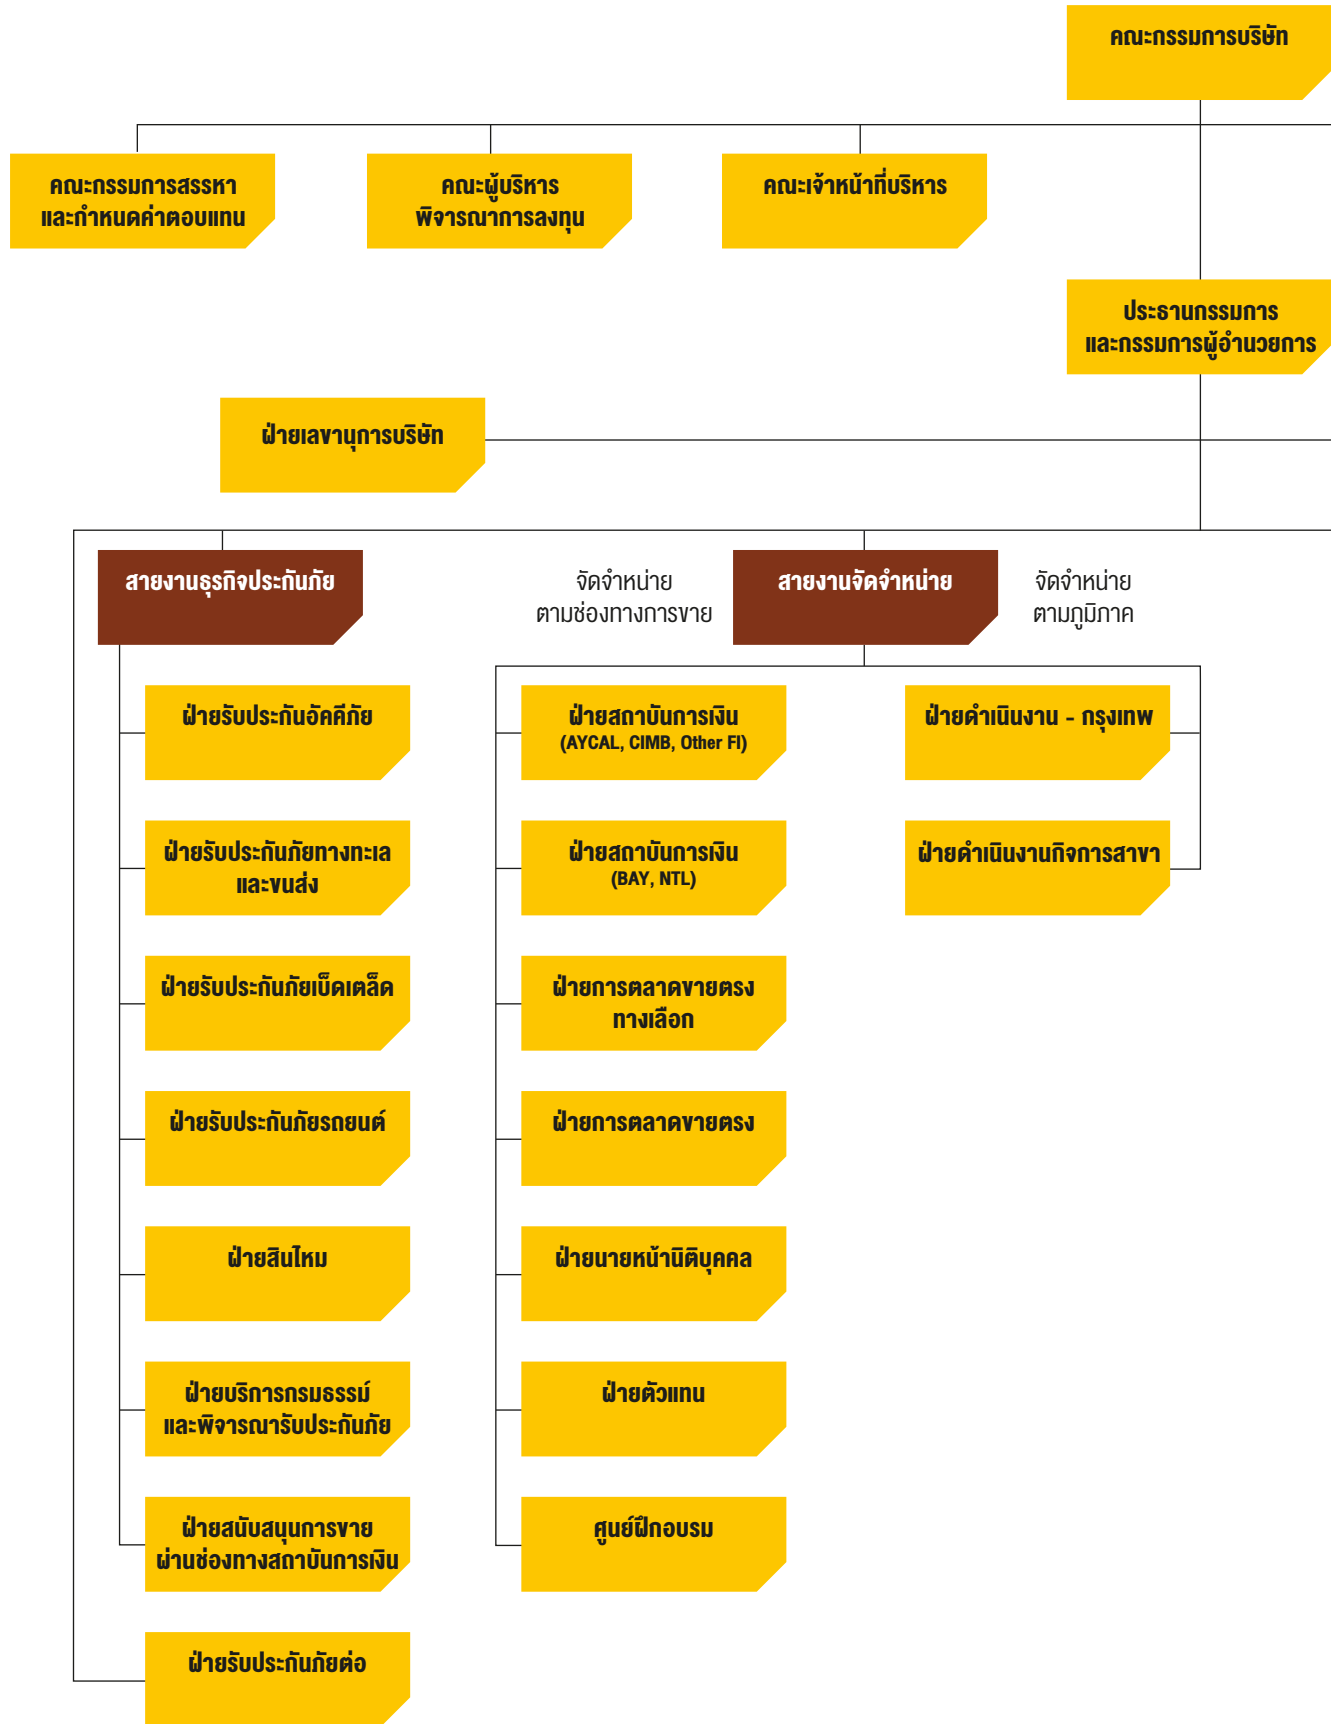 คณะกรรมการบริษัท
คณะกรรมการสรรหา
และกำหนดค่าตอบแทน
คณะผู้บริหาร
พิจารณาการลงทุน
คณะเจ้าหน้าที่บริหาร
ประธานกรรมการ
และกรรมการผู้อำนวยการ
ฝ่ายเลขานุการบริษัท
สายงานธุรกิจประกันภัย
จัดจำหน่าย
ตามช่องทางการขาย
สายงานจัดจำหน่าย
จัดจำหน่าย
ตามภูมิภาค
ฝ่ายรับประกันอัคคีภัย
ฝ่ายรับประกันภัยทางทะเล
และขนส่ง
ฝ่ายรับประกันภัยเบ็ดเตล็ด
ฝ่ายรับประกันภัยรถยนต์
ฝ่ายสินไหม
ฝ่ายบริการกรมธรรม์
และพิจารณารับประกันภัย
ฝ่ายสนับสนุนการขาย
ผ่านช่องทางสถาบันการเงิน
ฝ่ายรับประกันภัยต่อ
ฝ่ายสถาบันการเงิน
(AYCAL, CIMB, Other FI)
ฝ่ายสถาบันการเงิน
(BAY, NTL)
ฝ่ายการตลาดขายตรง
ทางเลือก
ฝ่ายการตลาดขายตรง
ฝ่ายนายหน้านิติบุคคล
ฝ่ายตัวแทน
ศูนย์ฝึกอบรม
ฝ่ายดำเนินงาน - กรุงเทพ
ฝ่ายดำเนินงานกิจการสาขา